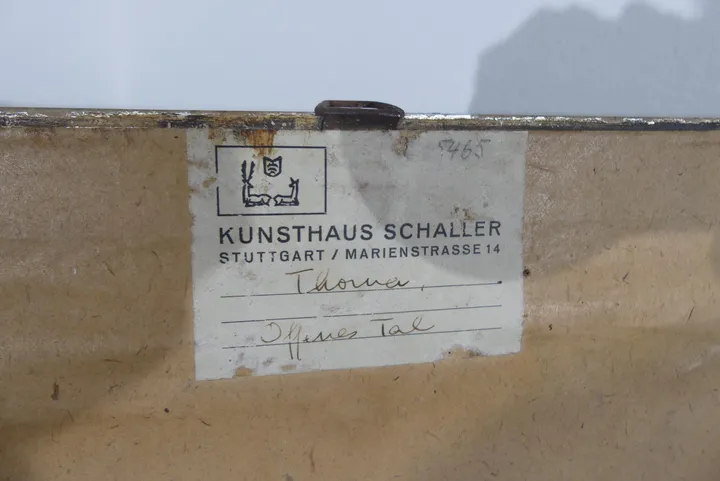 5465
KUNSTHAUS SCHALLER
STUTTGART / MARIENSTRASSE 14
Thoma,
Offenes Tal